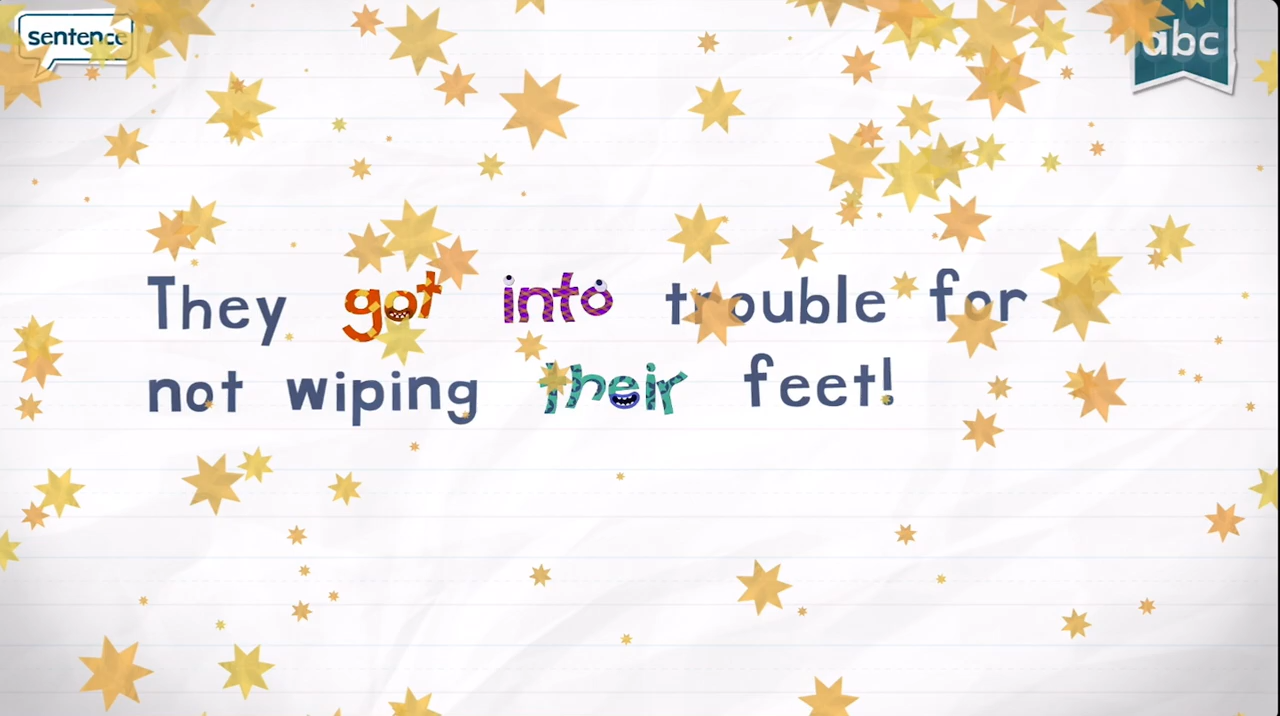 sentence
abc
They got into trouble for
not wiping their feet!